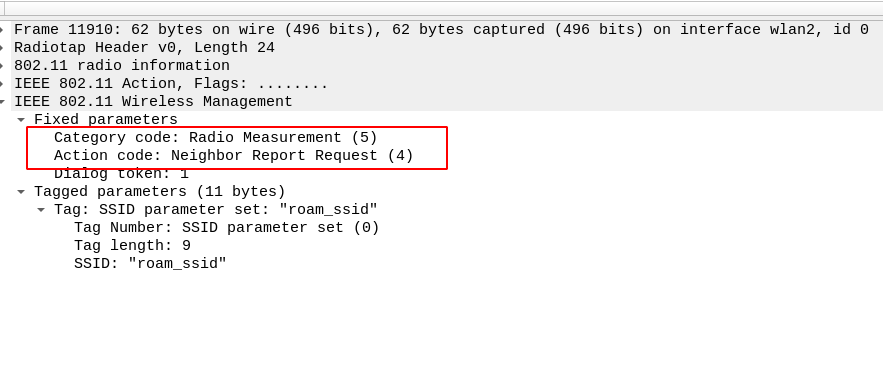 Frame 11910: 62 bytes on wire (496 bits), 62 bytes captured (496 bits) on interface wlan2, id 0
Radiotap Header v0, Length 24
802.11 radio information
IEEE 802.11 Action, Flags: ........
IEEE 802.11 Wireless Management
Fixed parameters
Category code: Radio Measurement (5)
Action code: Neighbor Report Request (4)
Dialog token: 1
Tagged parameters (11 bytes)
Tag: SSID parameter set: "roam_ssid"
Tag Number: SSID parameter set (0)
Tag length: 9
SSID: "roam_ssid"